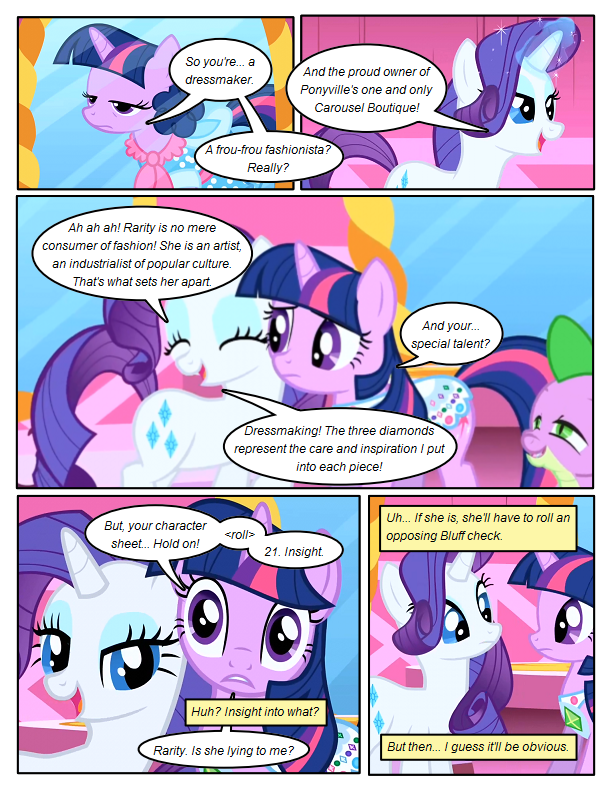 So you're... a
dressmaker.
A frou-frou fashionista?
Really?
And the proud owner of
Ponyville's one and only
Carousel Boutique!
Ah ah ah! Rarity is no mere
consumer of fashion! She is an artist,
an industrialist of popular culture.
That's what sets her apart.
And your...
special talent?
Dressmaking! The three diamonds
represent the care and inspiration I put
into each piece!
But, your character
sheet... Hold on!
<roll>
21. Insight.
Huh? Insight into what?
Rarity. Is she lying to me?
Uh... If she is, she'll have to roll an
opposing Bluff check.
But then... I guess it'll be obvious.